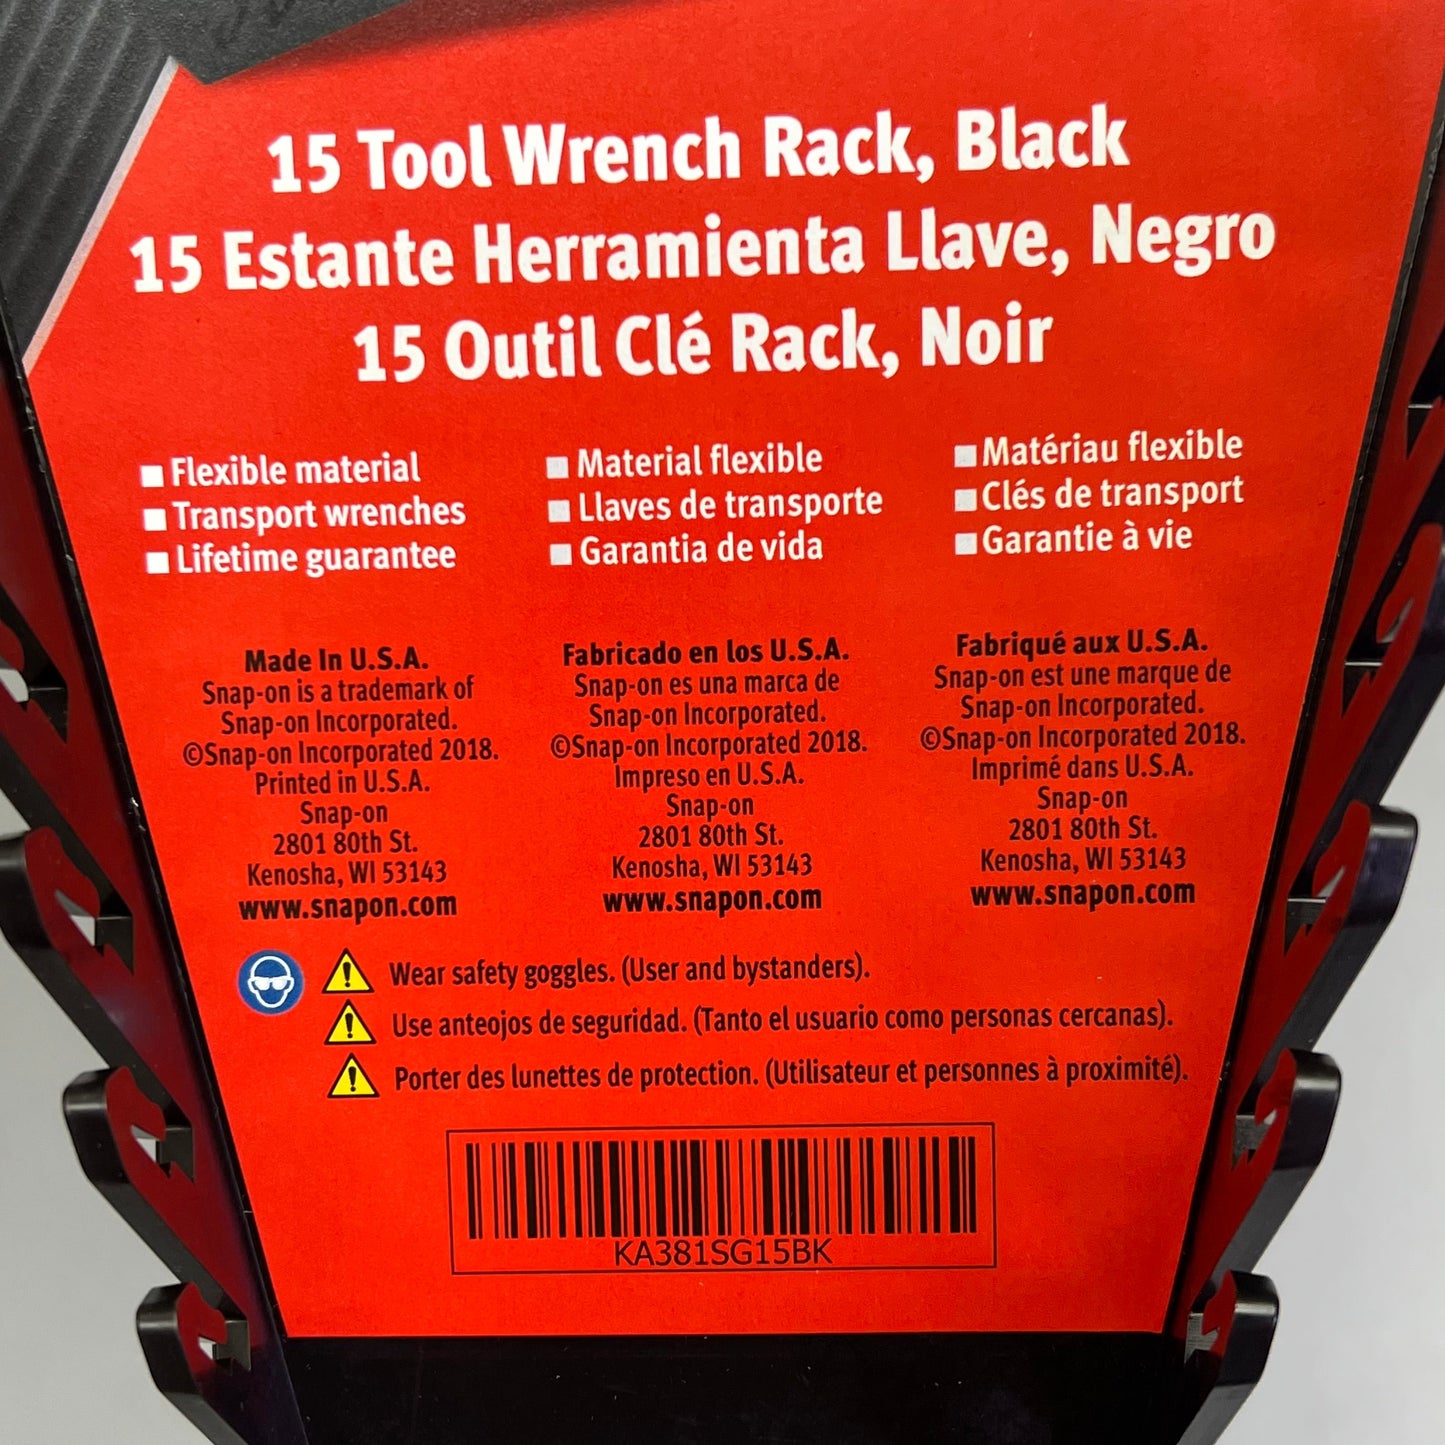 15 Tool Wrench Rack, Black
15 Estante Herramienta Llave, Negro
15 Outil Clé Rack, Noir
Flexible material
Transport wrenches
Lifetime guarantee
Material flexible
Llaves de transporte
Garantia de vida
Matériau flexible
Clés de transport
Garantie à vie
Made In U.S.A.
Snap-on is a trademark of
Snap-on Incorporated.
©Snap-on Incorporated 2018.
Printed in U.S.A.
Snap-on
2801 80th St.
Kenosha, WI 53143
www.snapon.com
Fabricado en los U.S.A.
Snap-on es una marca de
Snap-on Incorporated.
©Snap-on Incorporated 2018.
Impreso en U.S.A.
Snap-on
2801 80th St.
Kenosha, WI 53143
www.snapon.com
Fabriqué aux U.S.A.
Snap-on est une marque de
Snap-on Incorporated.
©Snap-on Incorporated 2018.
Imprimé dans U.S.A.
Snap-on
2801 80th St.
Kenosha, WI 53143
www.snapon.com
Wear safety goggles. (User and bystanders).
Use anteojos de seguridad. (Tanto el usuario como personas cercanas).
Porter des lunettes de protection. (Utilisateur et personnes à proximité).
KA381SG15BK